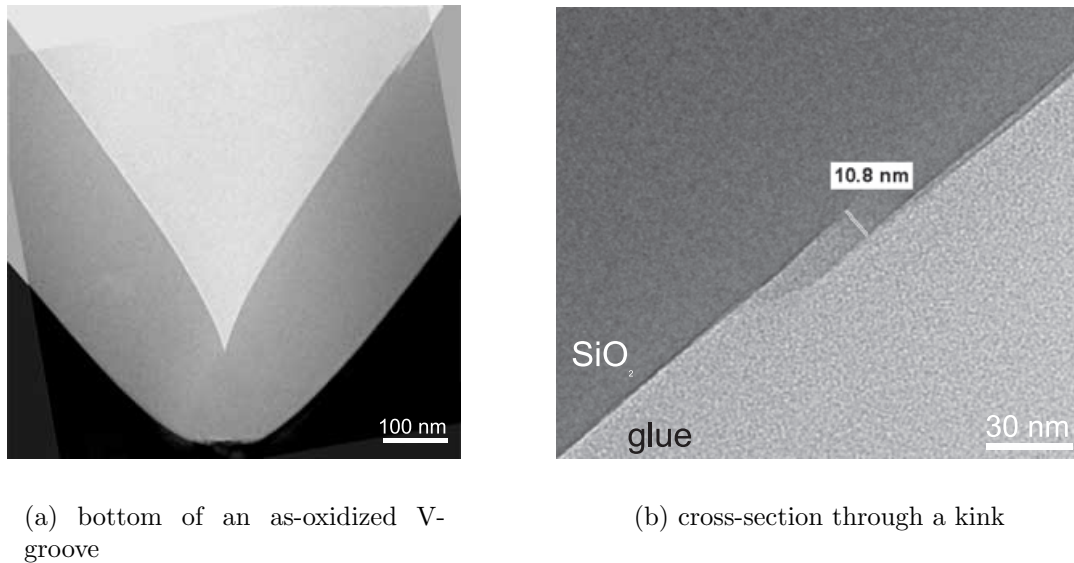 100 nm
10.8 nm
SiO₂
glue
30 nm
(a) bottom of an as-oxidized V-
groove
(b) cross-section through a kink